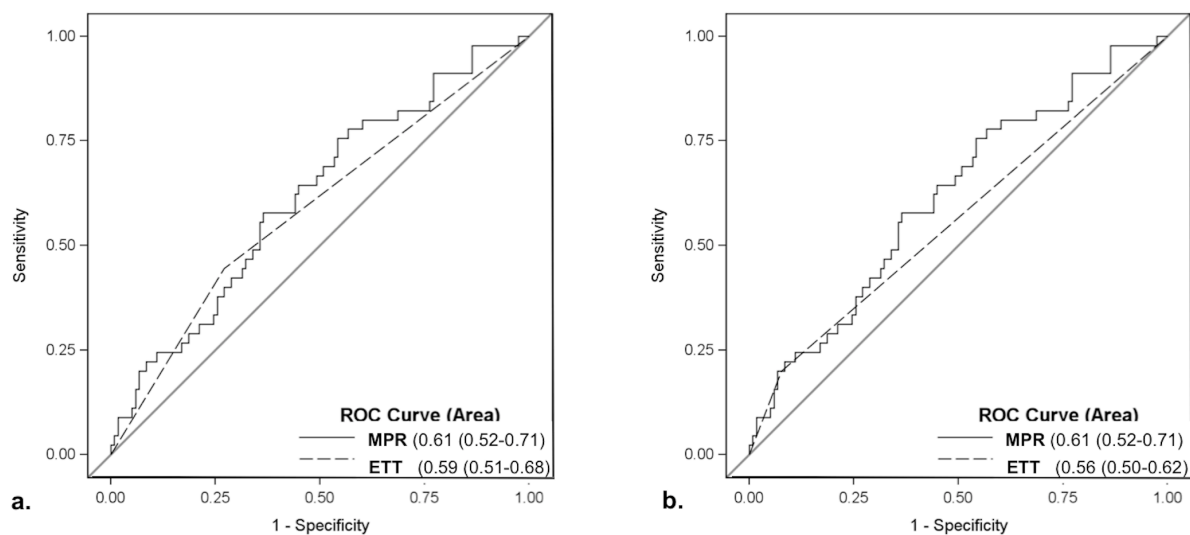 1.00
0.75
0.50
0.25
0.00
Sensitivity
ROC Curve (Area)
MPR (0.61 (0.52-0.71)
ETT (0.59 (0.51-0.68)
0.00 0.25 0.50 0.75 1.00
a.
1 - Specificity
1.00
0.75
0.50
0.25
0.00
Sensitivity
ROC Curve (Area)
MPR (0.61 (0.52-0.71)
ETT (0.56 (0.50-0.62)
0.00 0.25 0.50 0.75 1.00
b.
1 - Specificity